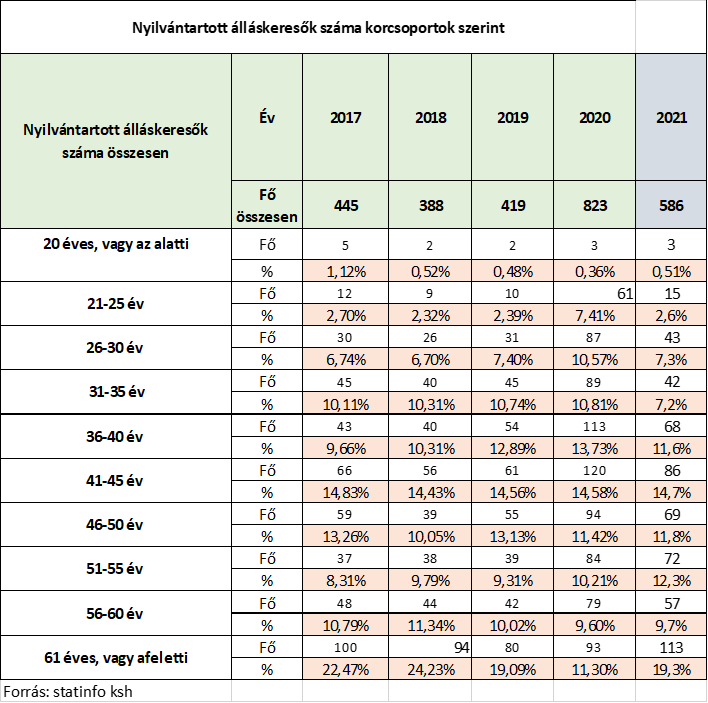 Nyilvántartott álláskeresők száma korcsoportok szerint
Nyilvántartott álláskeresők
száma összesen
Év 2017 2018 2019 2020 2021
Fő
összesen 445 388 419 823 586
20 éves, vagy az alatti Fő 5 2 2 3 3
% 1,12% 0,52% 0,48% 0,36% 0,51%
21-25 év Fő 12 9 10 61 15
% 2,70% 2,32% 2,39% 7,41% 2,6%
26-30 év Fő 30 26 31 87 43
% 6,74% 6,70% 7,40% 10,57% 7,3%
31-35 év Fő 45 40 45 89 42
% 10,11% 10,31% 10,74% 10,81% 7,2%
36-40 év Fő 43 40 54 113 68
% 9,66% 10,31% 12,89% 13,73% 11,6%
41-45 év Fő 66 56 61 120 86
% 14,83% 14,43% 14,56% 14,58% 14,7%
46-50 év Fő 59 39 55 94 69
% 13,26% 10,05% 13,13% 11,42% 11,8%
51-55 év Fő 37 38 39 84 72
% 8,31% 9,79% 9,31% 10,21% 12,3%
56-60 év Fő 48 44 42 79 57
% 10,79% 11,34% 10,02% 9,60% 9,7%
61 éves, vagy afeletti Fő 100 94 80 93 113
% 22,47% 24,23% 19,09% 11,30% 19,3%
Forrás: statinfo ksh